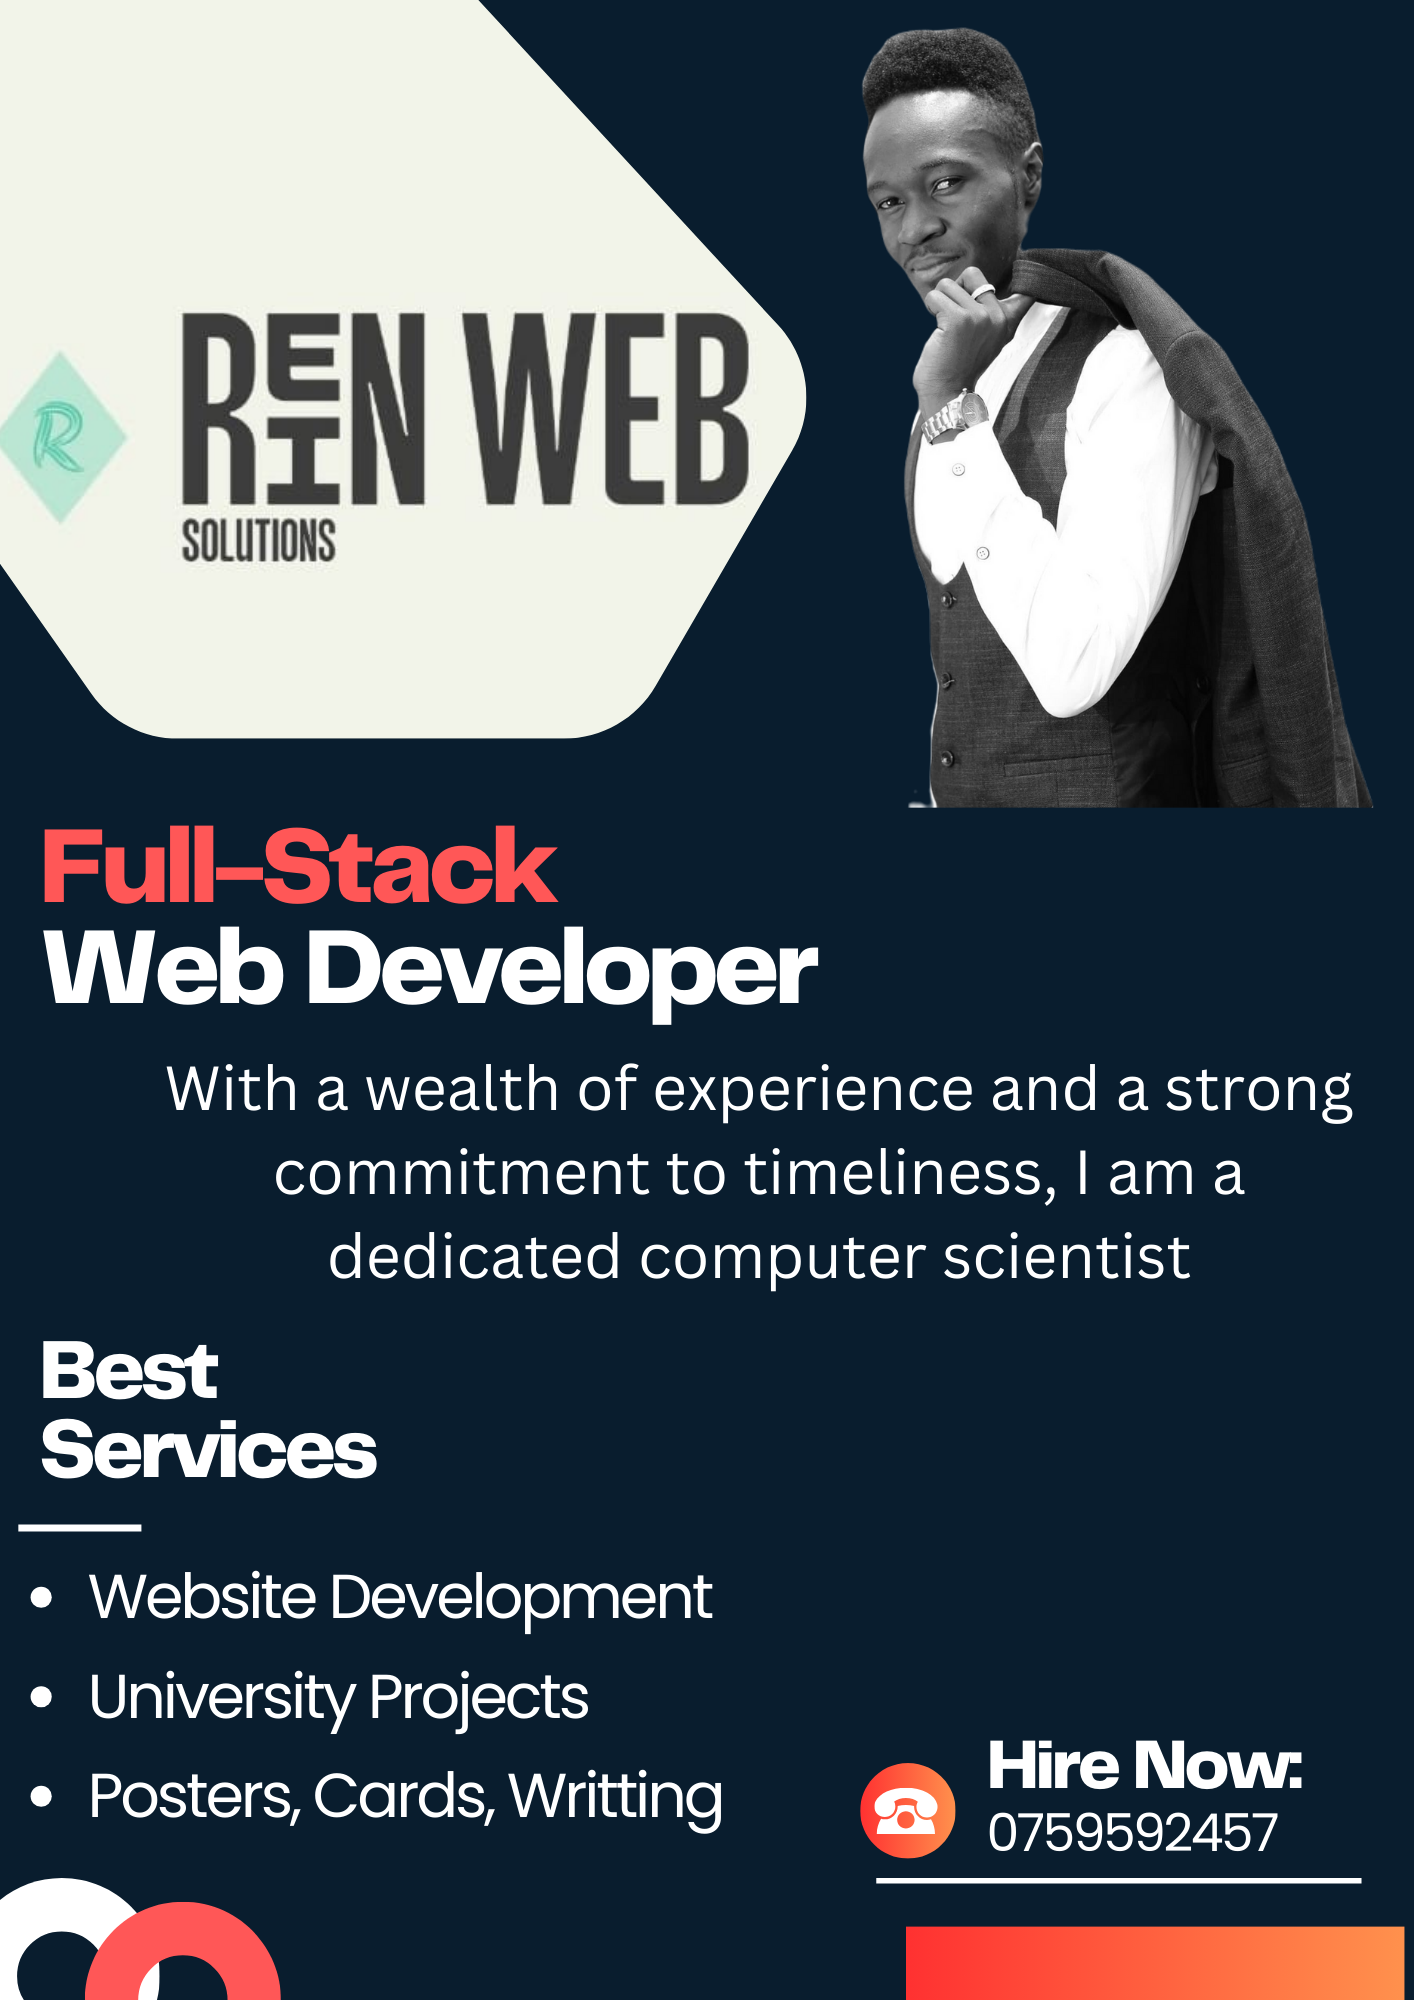 R
REIN WEB
SOLUTIONS
Full-Stack
Web Developer
With a wealth of experience and a strong
commitment to timeliness, I am a
dedicated computer scientist
Best
Services
• Website Development
• University Projects
• Posters, Cards, Writting
Hire Now:
0759592457